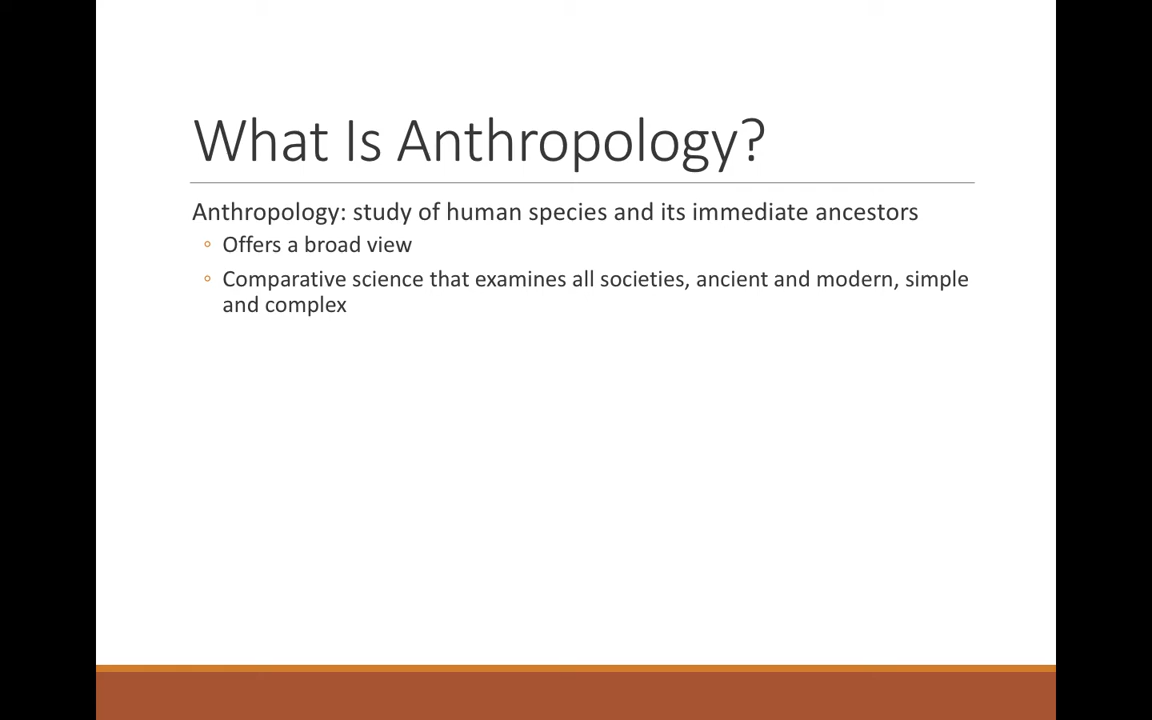 What Is Anthropology?
Anthropology: study of human species and its immediate ancestors
◦ Offers a broad view
◦ Comparative science that examines all societies, ancient and modern, simple
and complex